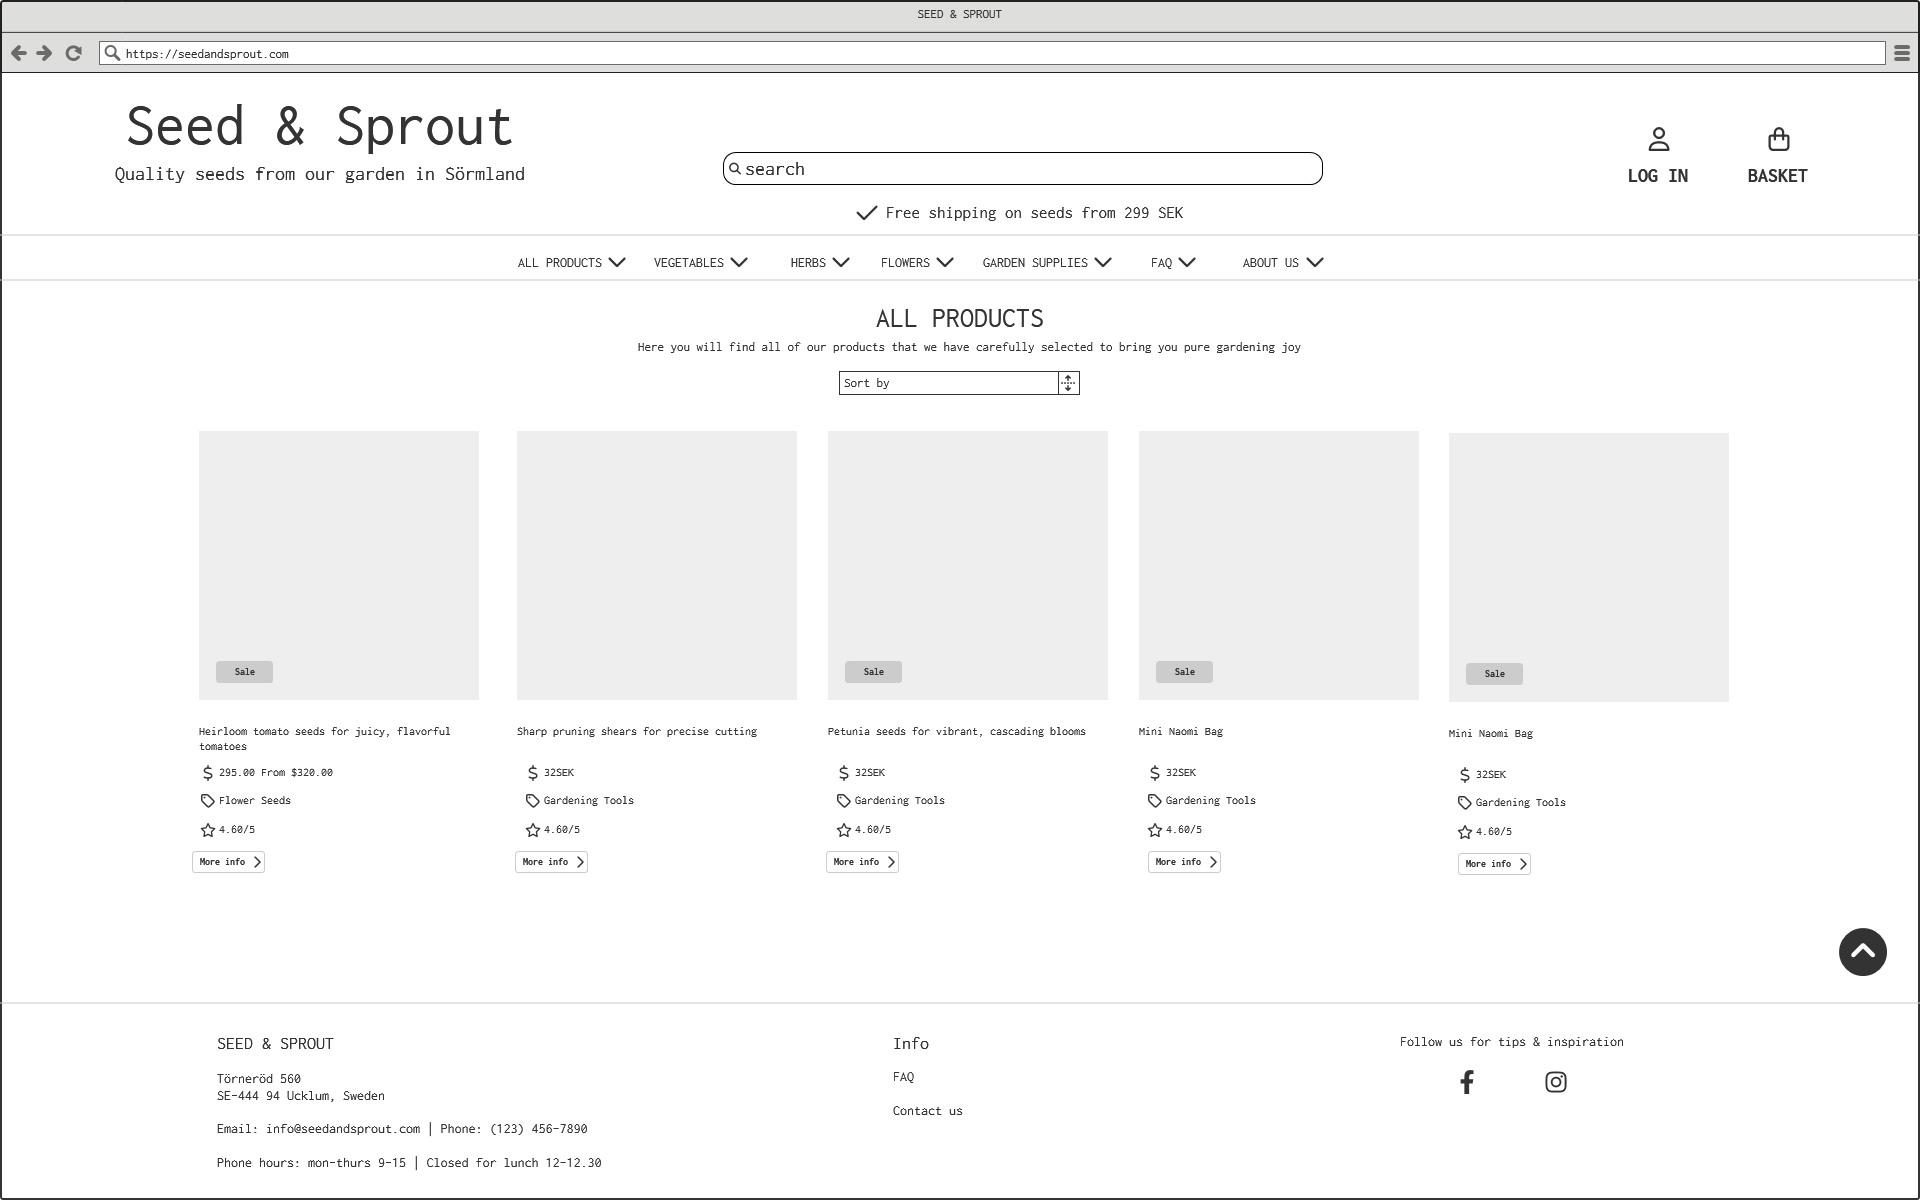 SEED & SPROUT
https://seedandsprout.com
Seed & Sprout
Quality seeds from our garden in Sörmland
search
LOG IN
BASKET
Free shipping on seeds from 299 SEK
ALL PRODUCTS VEGETABLES HERBS FLOWERS GARDEN SUPPLIES FAQ ABOUT US
ALL PRODUCTS
Here you will find all of our products that we have carefully selected to bring you pure gardening joy
Sort by
Sale
Heirloom tomato seeds for juicy, flavorful
tomatoes
$ 295.00 From $320.00
Flower Seeds
4.60/5
More info
Sharp pruning shears for precise cutting
$ 32SEK
Gardening Tools
4.60/5
More info
Sale
Petunia seeds for vibrant, cascading blooms
$ 32SEK
Gardening Tools
4.60/5
More info
Sale
Mini Naomi Bag
$ 32SEK
Gardening Tools
4.60/5
More info
Sale
Mini Naomi Bag
$ 32SEK
Gardening Tools
4.60/5
More info
SEED & SPROUT
Törneröd 560
SE-444 94 Ucklum, Sweden
Email: info@seedandsprout.com | Phone: (123) 456-7890
Phone hours: mon-thurs 9-15 | Closed for lunch 12-12.30
Info
FAQ
Contact us
Follow us for tips & inspiration